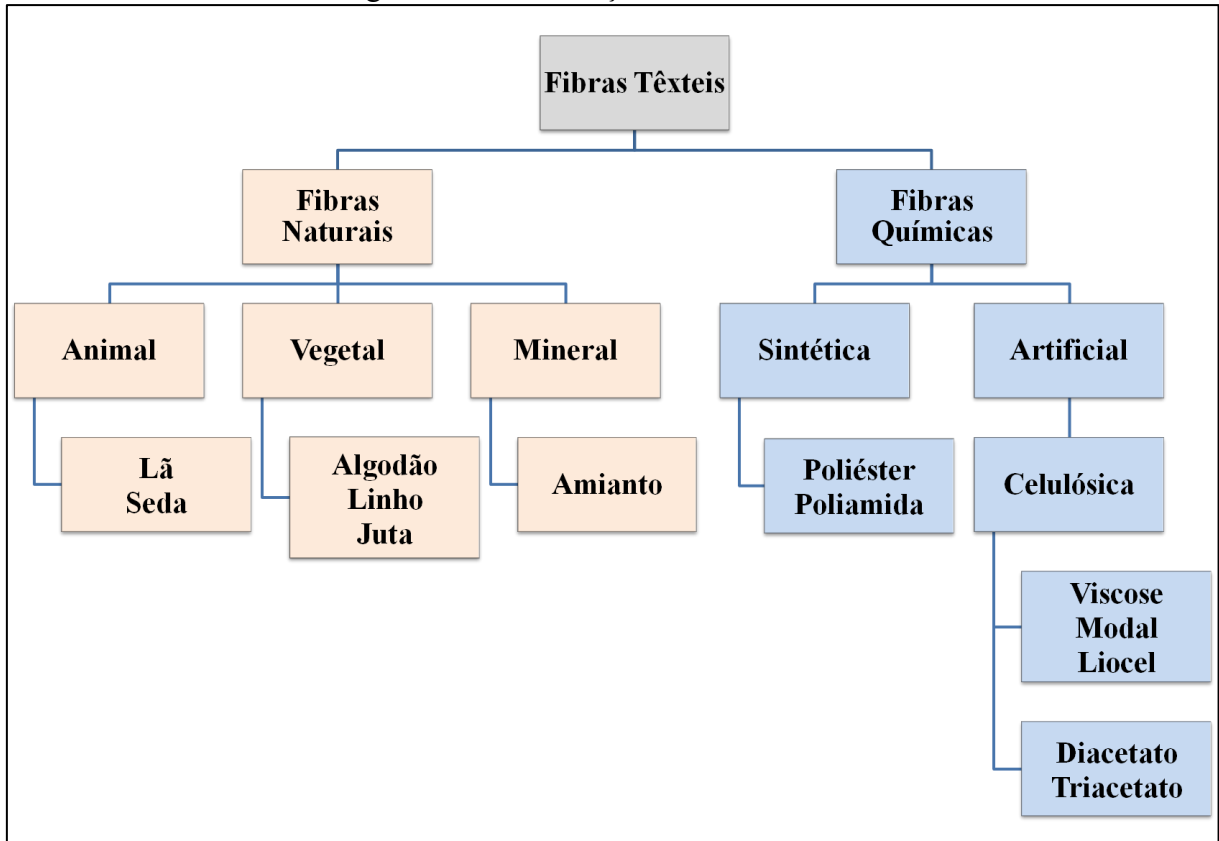 Fibras Têxteis
Fibras
Naturais
Fibras
Químicas
Animal
Vegetal
Mineral
Sintética
Artificial
Lã
Seda
Algodão
Linho
Juta
Amianto
Poliéster
Poliamida
Celulósica
Viscose
Modal
Liocel
Diacetato
Triacetato